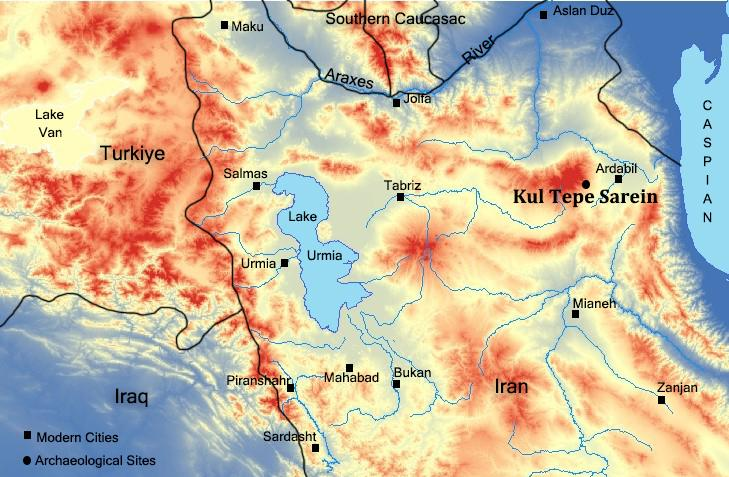 Maku
Southern Caucasac
Aslan Duz
Araxes
River
Jolfa
Lake
Van
Turkiye
CASPIAN
Salmas
Tabriz
Ardabil
Kul Tepe Sarein
Lake
Urmia
Urmia
Mianeh
Piranshahr
Mahabad
Bukan
Iran
Zanjan
Iraq
Sardasht
Modern Cities
Archaeological Sites